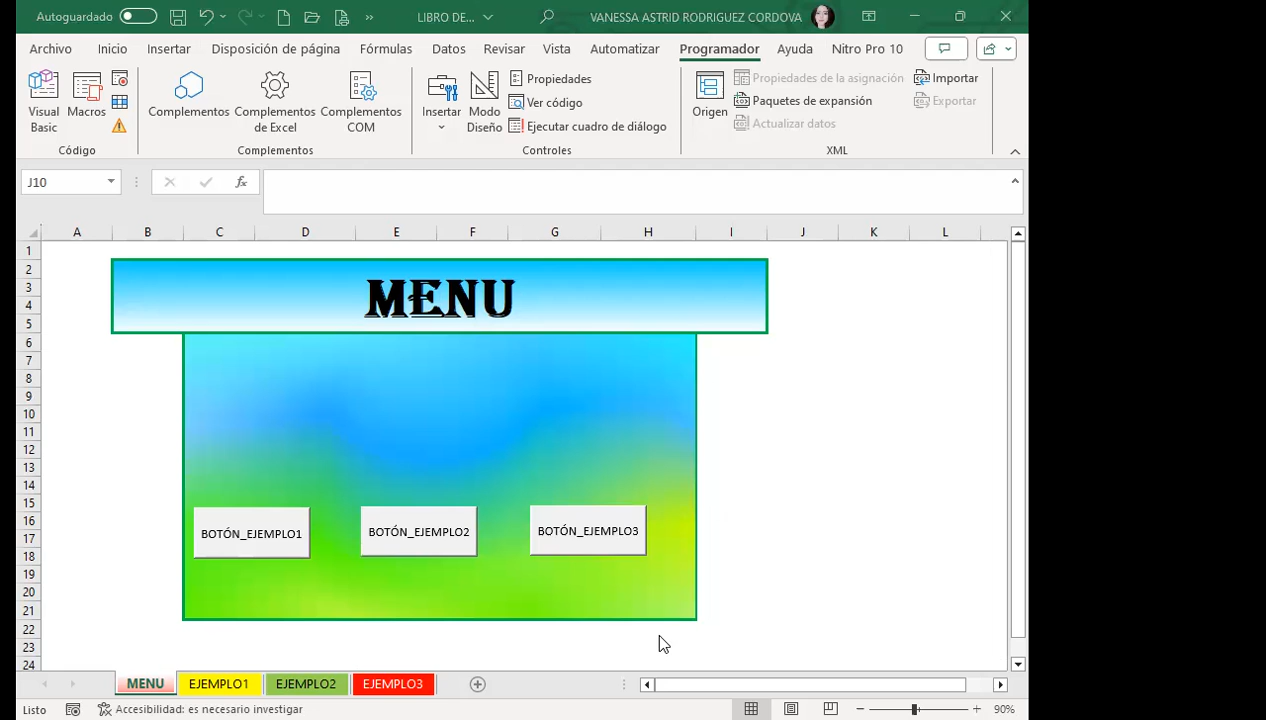 Autoguardado LIBRO DE... VANESSA ASTRID RODRIGUEZ CORDOVA
Archivo Inicio Insertar Disposición de página Fórmulas Datos Revisar Vista Automatizar Programador Ayuda Nitro Pro 10
Visual Basic
Macros
Código
Complementos
Complementos de Excel
Complementos COM
Complementos
Insertar
Modo Diseño
Propiedades
Ver código
Ejecutar cuadro de diálogo
Controles
Origen
Propiedades de la asignación
Paquetes de expansión
Actualizar datos
Importar
Exportar
XML
J10
fx
A B C D E F G H I J K L
1
2
3
4
5
6
7
8
9
10
11
12
13
14
15
16
17
18
19
20
21
22
23
24
MENU
BOTÓN_EJEMPLO1 BOTÓN_EJEMPLO2 BOTÓN_EJEMPLO3
MENU EJEMPLO1 EJEMPLO2 EJEMPLO3
Listo Accesibilidad: es necesario investigar 90%